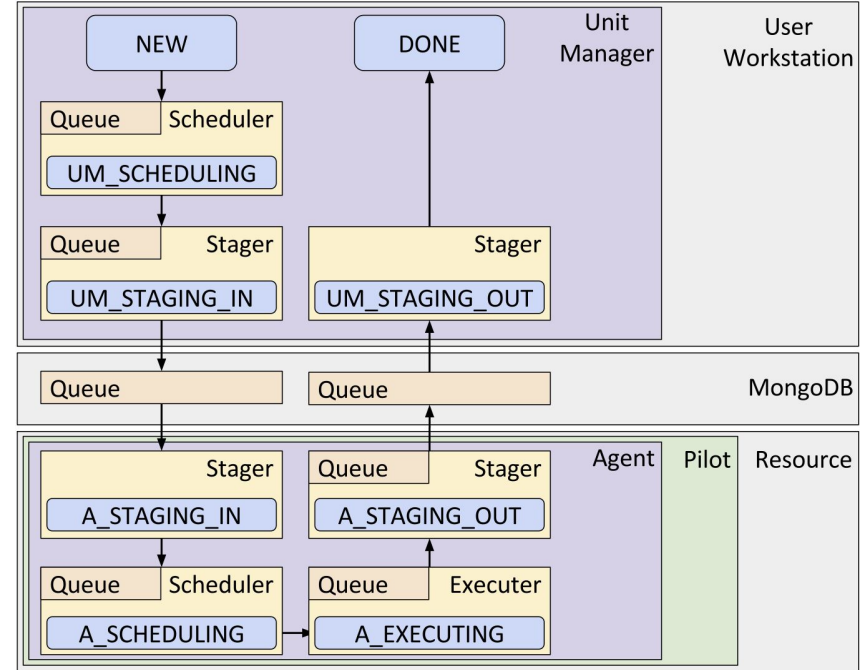 NEW
DONE
Unit
Manager
User
Workstation
Queue
Scheduler
UM_SCHEDULING
Queue
Stager
UM_STAGING_IN
Stager
UM_STAGING_OUT
Queue
Queue
MongoDB
Stager
A_STAGING_IN
Queue
Stager
A_STAGING_OUT
Agent
Pilot
Resource
Queue
Scheduler
A_SCHEDULING
Queue
Executer
A_EXECUTING